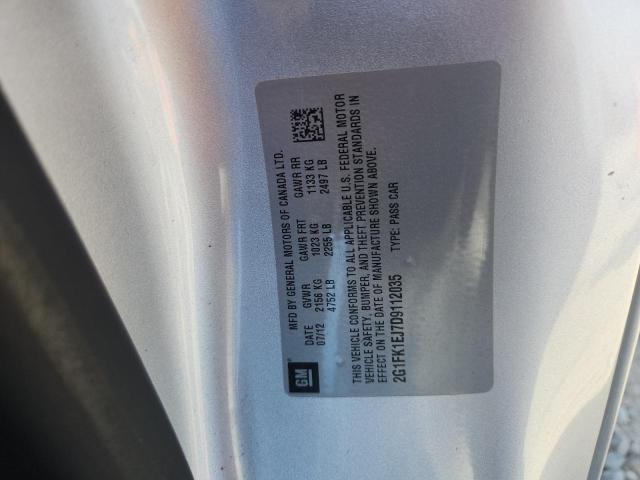 MFD BY GENERAL MOTORS OF CANADA LTD.
DATE GVWR GAWR FRT GAWR RR
07/12 2156 KG 1023 KG 1133 KG
4752 LB 2255 LB 2497 LB
THIS VEHICLE CONFORMS TO ALL APPLICABLE U.S. FEDERAL MOTOR
VEHICLE SAFETY, BUMPER, AND THEFT PREVENTION STANDARDS IN
EFFECT ON THE DATE OF MANUFACTURE SHOWN ABOVE.
2G1FK1EJ7D9112035 TYPE: PASS CAR
GM